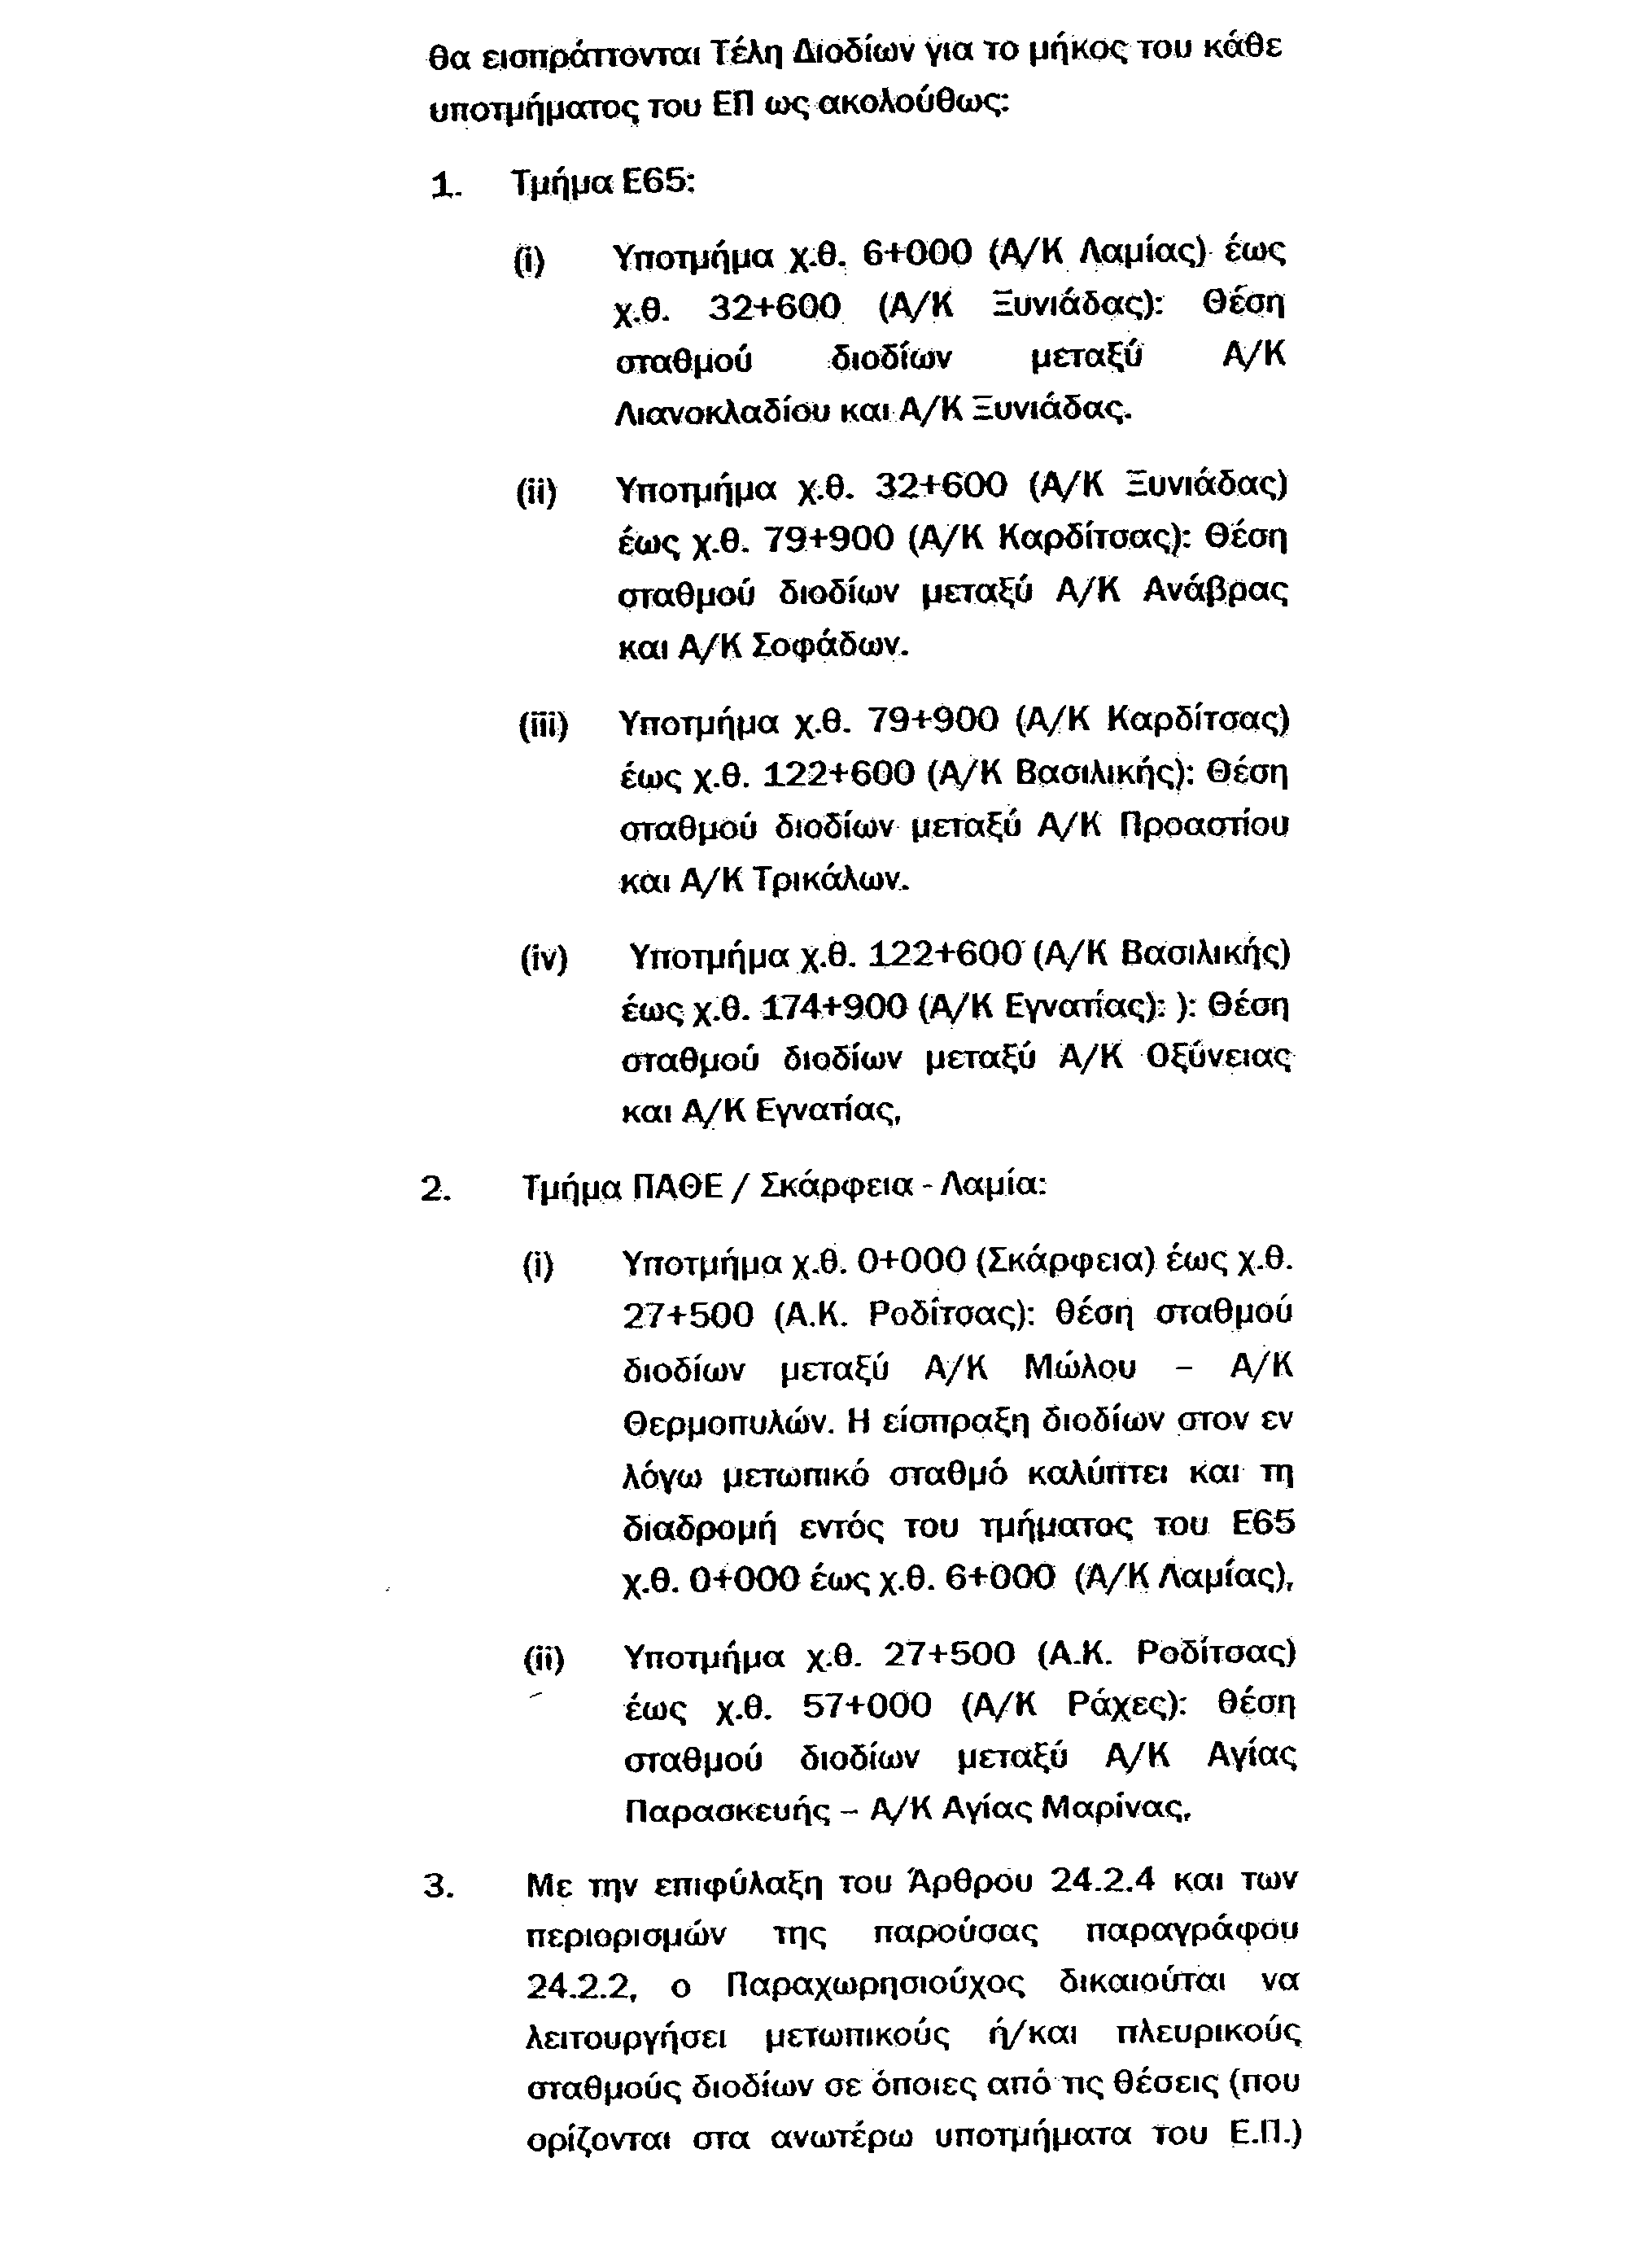 θα εισπράττονται Τέλη Διοδίων για το μήκος του κάθε
υποτμήματος του ΕΠ ως ακολούθως:
1. Τμήμα Ε65:
(i) Υποτμήμα χ.θ. 6+000 (Α/Κ Λαμίας) έως
χ.θ. 32+600 (Α/Κ Ξυνιάδας): Θέση
σταθμού διοδίων μεταξύ Α/Κ
Λιανοκλαδίου και Α/Κ Ξυνιάδας.
(ii) Υποτμήμα χ.θ. 32+600 (Α/Κ Ξυνιάδας)
έως χ.θ. 79+900 (Α/Κ Καρδίτσας): Θέση
σταθμού διοδίων μεταξύ Α/Κ Ανάβρας
και Α/Κ Σοφάδων.
(iii) Υποτμήμα χ.θ. 79+900 (Α/Κ Καρδίτσας)
έως χ.θ. 122+600 (Α/Κ Βασιλικής): Θέση
σταθμού διοδίων μεταξύ Α/Κ Προαστίου
και Α/Κ Τρικάλων.
(iv) Υποτμήμα χ.θ. 122+600 (Α/Κ Βασιλικής)
έως χ.θ. 174+900 (Α/Κ Εγνατίας): ): Θέση
σταθμού διοδίων μεταξύ Α/Κ Οξύνειας
και Α/Κ Εγνατίας,
2. Τμήμα ΠΑΘΕ / Σκάρφεια - Λαμία:
(i) Υποτμήμα χ.θ. 0+000 (Σκάρφεια) έως χ.θ.
27+500 (Α.Κ. Ροδίτσας): θέση σταθμού
διοδίων μεταξύ Α/Κ Μώλου – Α/Κ
Θερμοπυλών. Η είσπραξη διοδίων στον εν
λόγω μετωπικό σταθμό καλύπτει και τη
διαδρομή εντός του τμήματος του Ε65
χ.θ. 0+000 έως χ.θ. 6+000 (Α/Κ Λαμίας),
(ii) Υποτμήμα χ.θ. 27+500 (Α.Κ. Ροδίτσας)
έως χ.θ. 57+000 (Α/Κ Ράχες): θέση
σταθμού διοδίων μεταξύ Α/Κ Αγίας
Παρασκευής – Α/Κ Αγίας Μαρίνας,
3. Με την επιφύλαξη του Άρθρου 24.2.4 και των
περιορισμών της παρούσας παραγράφου
24.2.2, ο Παραχωρησιούχος δικαιούται να
λειτουργήσει μετωπικούς ή/και πλευρικούς
σταθμούς διοδίων σε όποιες από τις θέσεις (που
ορίζονται στα ανωτέρω υποτμήματα του Ε.Π.)